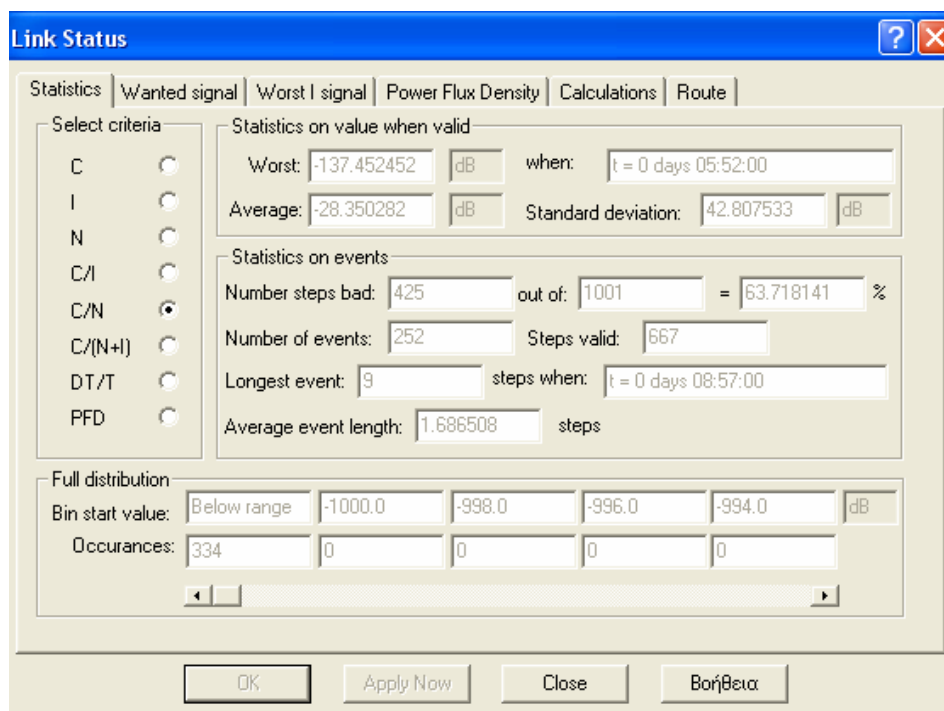 Link Status
Statistics Wanted signal Worst I signal Power Flux Density Calculations Route
Select criteria
C
I
N
C/I
C/N
C/(N+I)
DT/T
PFD
Statistics on value when valid
Worst: -137.452452 dB when: t = 0 days 05:52:00
Average: -28.350282 dB Standard deviation: 42.807533 dB
Statistics on events
Number steps bad: 425 out of: 1001 = 63.718141 %
Number of events: 252 Steps valid: 667
Longest event: 9 steps when: t = 0 days 08:57:00
Average event length: 1.686508 steps
Full distribution
Bin start value: Below range -1000.0 -998.0 -996.0 -994.0 dB
Occurances: 334 0 0 0 0
OK Apply Now Close Βοήθεια